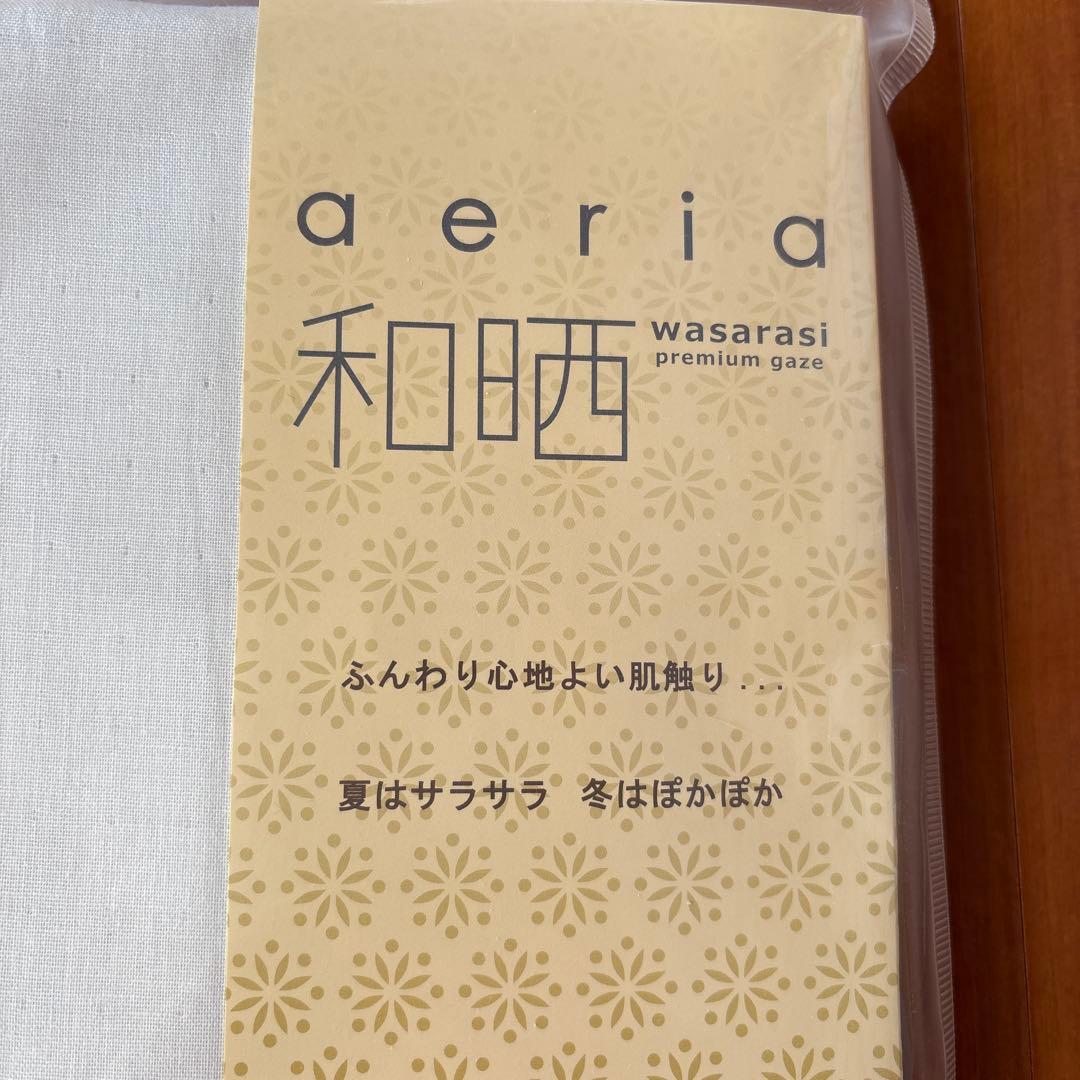 aeria
和晒
wasarasi
premium gaze
ふんわり心地よい肌触り...
夏はサラサラ 冬はぽかぽか